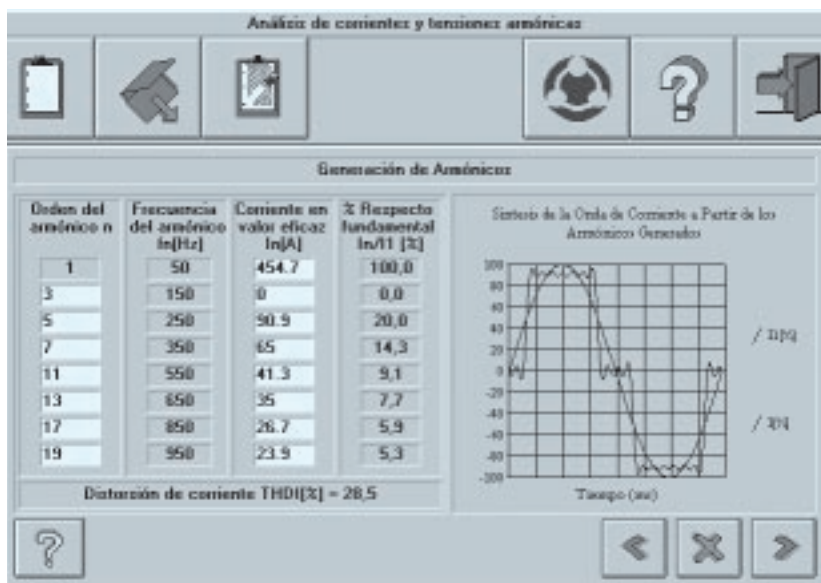 Análisis de corrientes y tensiones armónicas
Generación de Armónicos
Orden del
armónico n
Frecuencia
del armónico
In[Hz]
Corriente en
valor eficaz
In[A]
% Respecto
fundamental
In/I1 [%]
1 50 454.7 100,0
3 150 0 0,0
5 250 90.9 20,0
7 350 65 14,3
11 550 41.3 9,1
13 650 35 7,7
17 850 26.7 5,9
19 950 23.9 5,3
Distorsión de corriente THDI[%] = 28,5
Síntesis de la Onda de Corriente a Partir de los
Armónicos Generados
100
80
60
40
20
0
-20
-40
-60
-80
-100
Tiempo (ms)